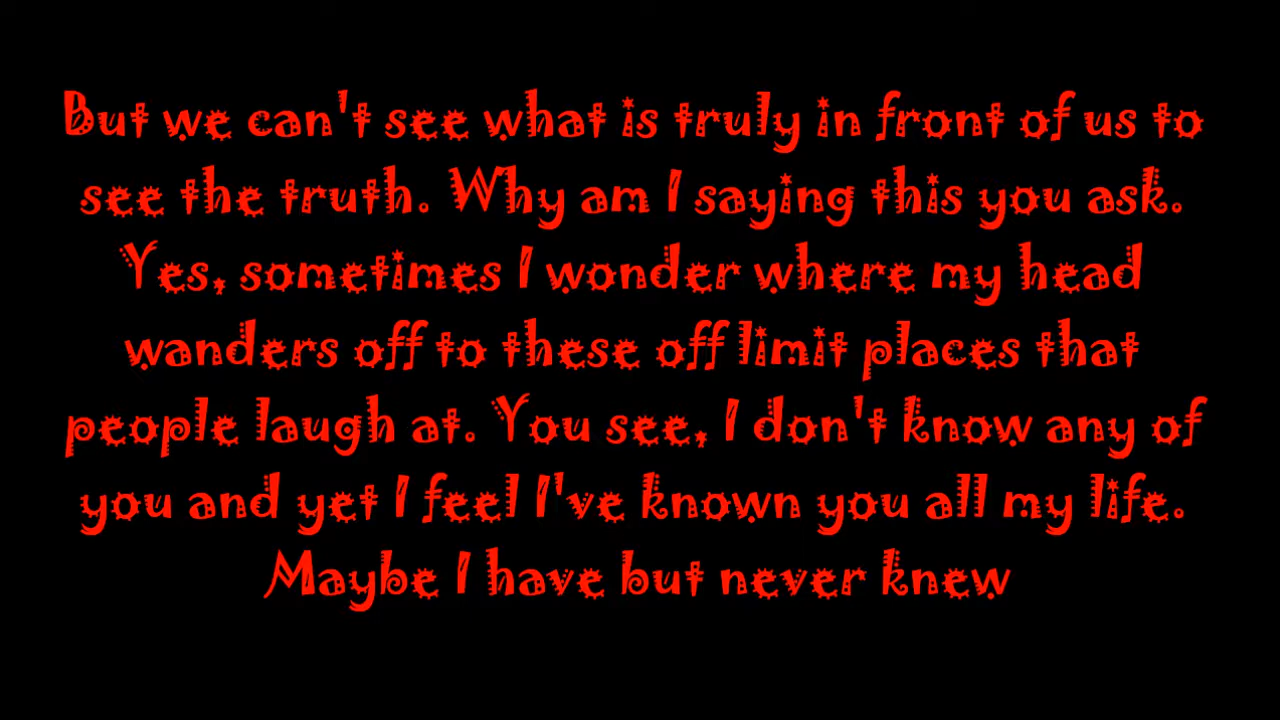 But we can't see what is truly in front of us to
see the truth. Why am I saying this you ask.
Yes, sometimes I wonder where my head
wanders off to these off limit places that
people laugh at. You see, I don't know any of
you and yet I feel I've known you all my life.
Maybe I have but never knew